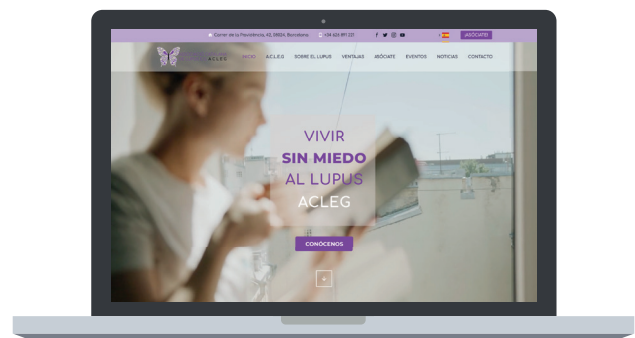 Carrer de la Providència, 42, 08024, Barcelona. +34 626 891 221 ¡ASÓCIATE!
A.C.L.E.G INICIO A.C.L.E.G SOBRE EL LUPUS VENTAJAS ASÓCIATE EVENTOS NOTICIAS CONTACTO
VIVIR
SIN MIEDO
AL LUPUS
ACLEG
CONÓCENOS